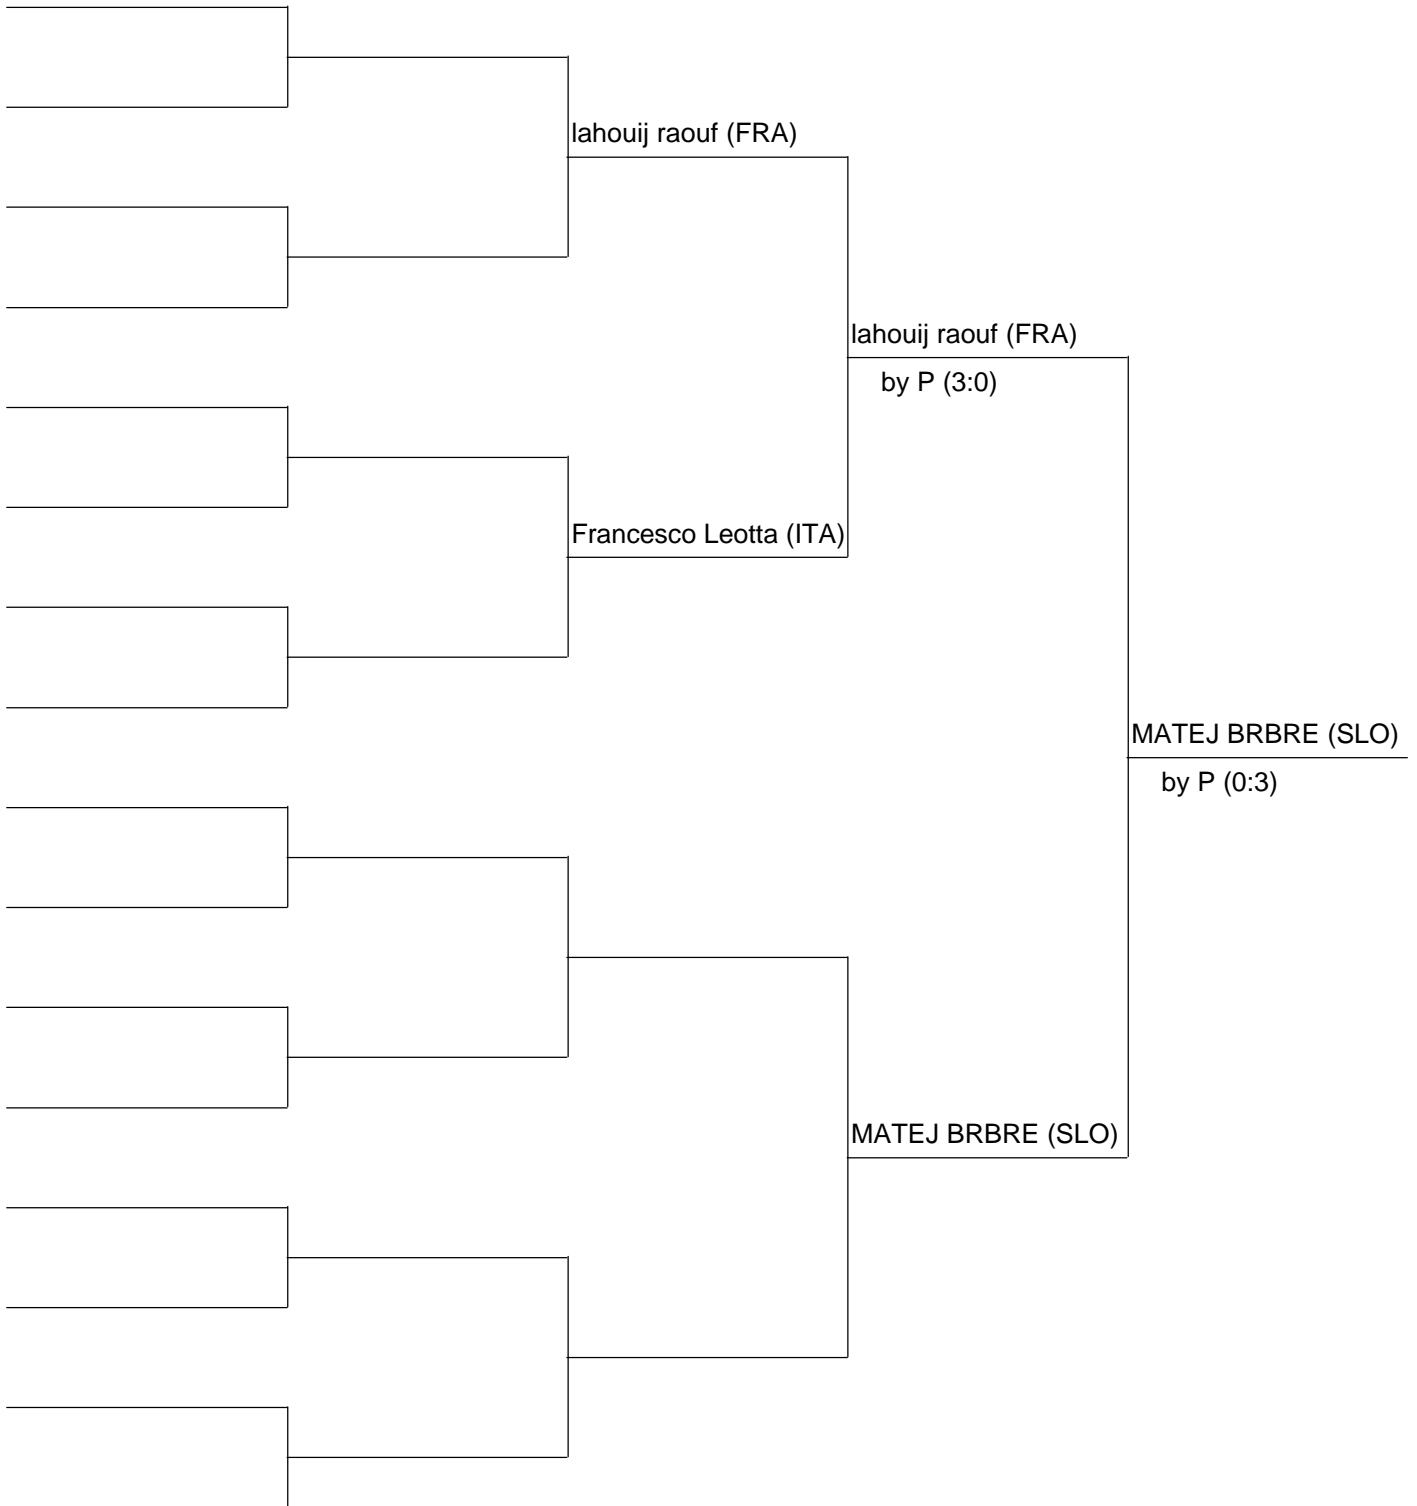 lahouij raouf (FRA)
lahouij raouf (FRA)
by P (3:0)
Francesco Leotta (ITA)
MATEJ BRBRE (SLO)
by P (0:3)
MATEJ BRBRE (SLO)